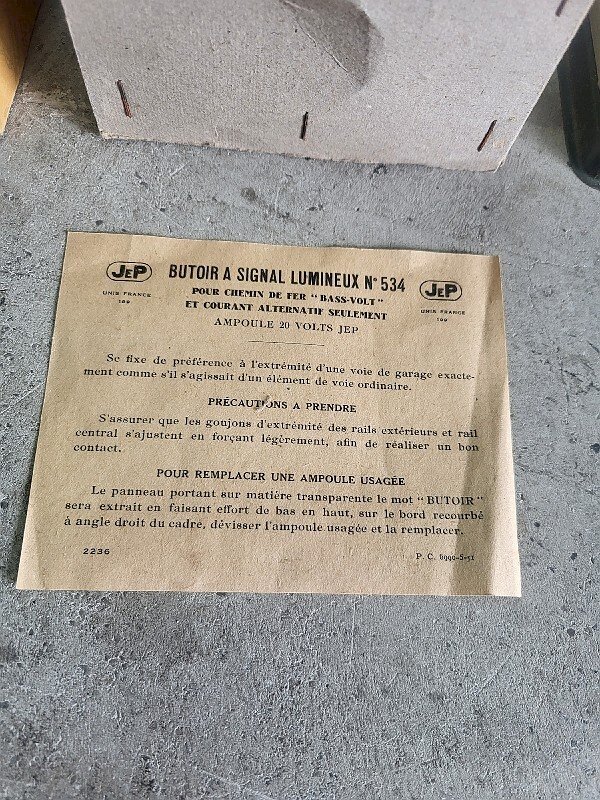 JEP
BUTOIR A SIGNAL LUMINEUX N° 534
JEP
UNIS FRANCE
109
POUR CHEMIN DE FER "BASS-VOLT"
ET COURANT ALTERNATIF SEULEMENT
UNIS FRANCE
109
AMPOULE 20 VOLTS JEP
Se fixe de préférence à l'extrémité d'une voie de garage exacte-
ment comme s'il s'agissait d'un élément de voie ordinaire.
PRÉCAUTIONS A PRENDRE
S'assurer que les goujons d'extrémité des rails extérieurs et rail
central s'ajustent en forçant légèrement, afin de réaliser un bon
contact.
POUR REMPLACER UNE AMPOULE USAGÉE
Le panneau portant sur matière transparente le mot "BUTOIR"
sera extrait en faisant effort de bas en haut, sur le bord recourbé
à angle droit du cadre, dévisser l'ampoule usagée et la remplacer.
2236
P. C. 8990-5-51